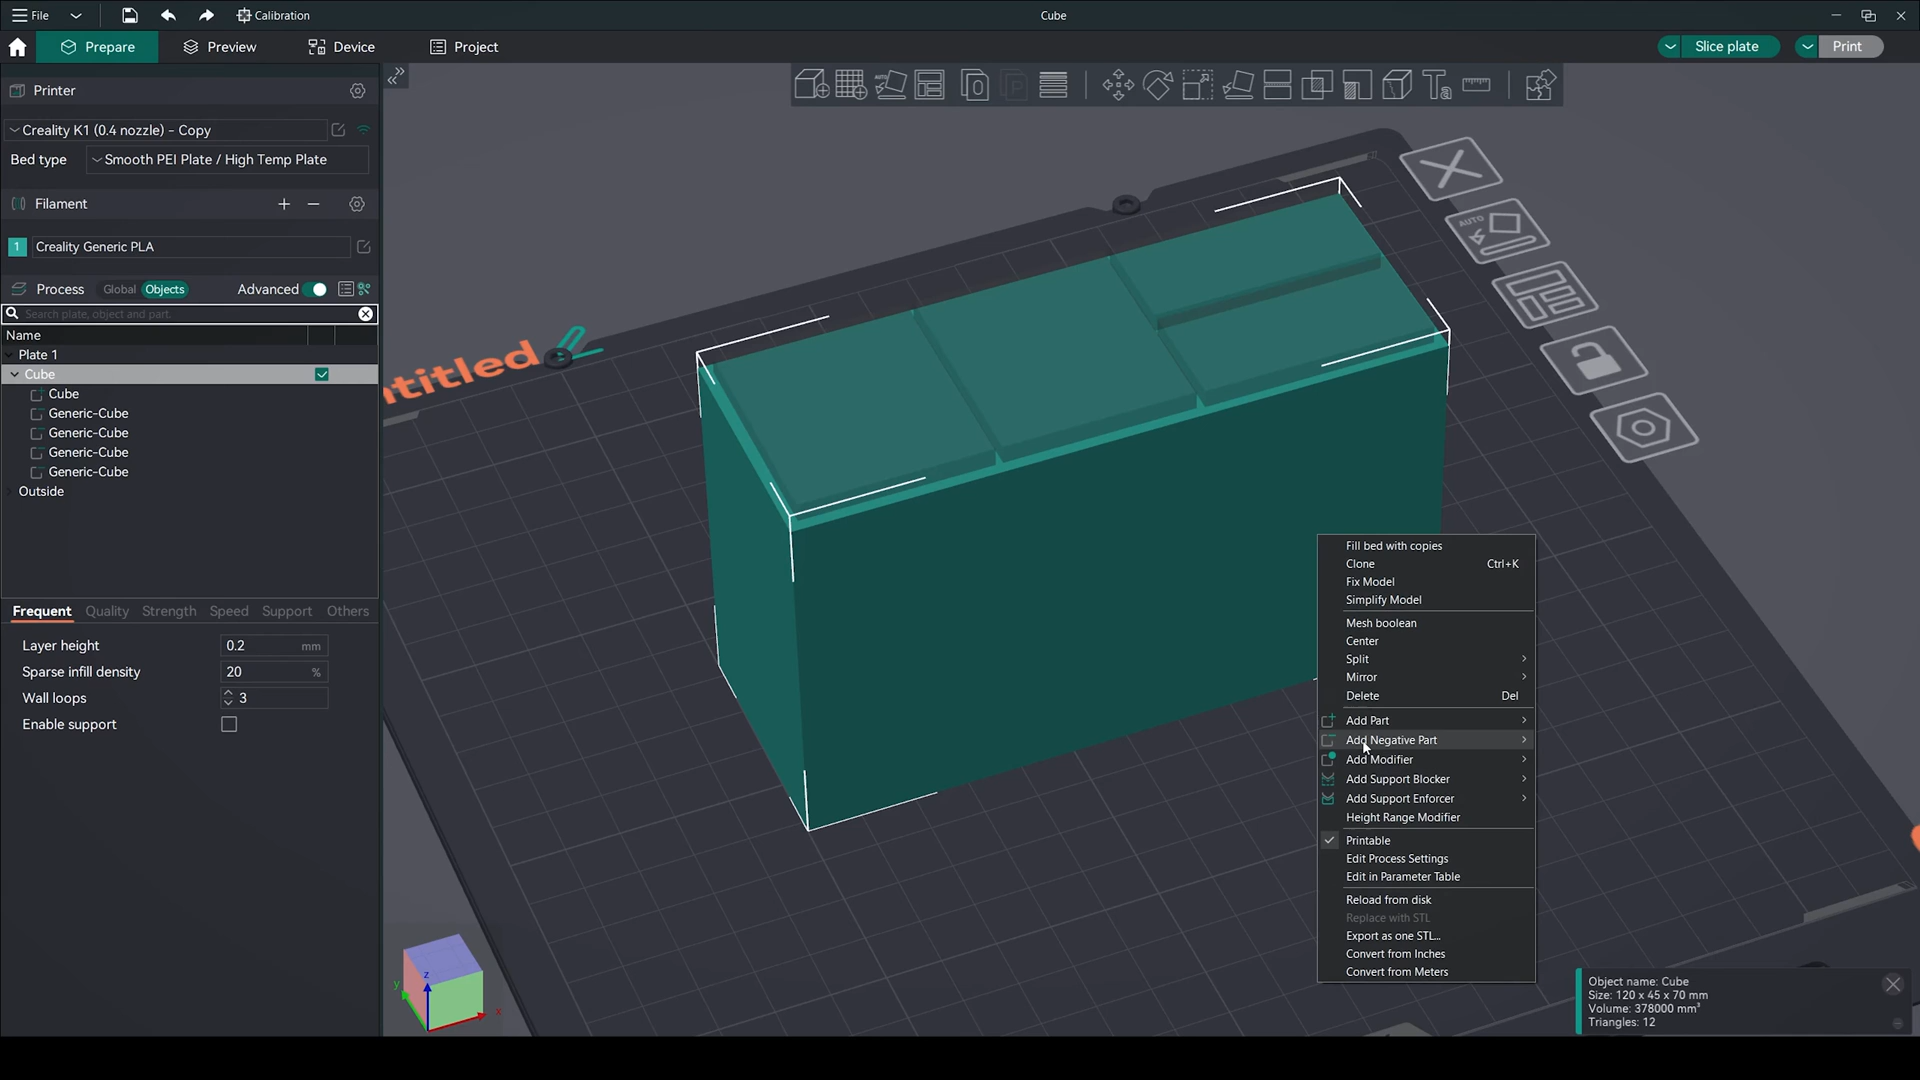 File
Calibration
Cube
Prepare
Preview
Device
Project
Slice plate
Print
Printer
Creality K1 (0.4 nozzle) - Copy
Bed type
Smooth PEI Plate / High Temp Plate
Filament
1
Creality Generic PLA
Process
Global
Objects
Advanced
Search plate, object and part.
Name
Plate 1
Cube
Cube
Generic-Cube
Generic-Cube
Generic-Cube
Generic-Cube
Outside
Frequent
Quality
Strength
Speed
Support
Others
Layer height
0.2 mm
Sparse infill density
20 %
Wall loops
3
Enable support
ntitled
AUTO
Fill bed with copies
Clone Ctrl+K
Fix Model
Simplify Model
Mesh boolean
Center
Split
Mirror
Delete Del
Add Part
Add Negative Part
Add Modifier
Add Support Blocker
Add Support Enforcer
Height Range Modifier
Printable
Edit Process Settings
Edit in Parameter Table
Reload from disk
Replace with STL
Export as one STL...
Convert from Inches
Convert from Meters
z
y
x
Object name: Cube
Size: 120 x 45 x 70 mm
Volume: 378000 mm³
Triangles: 12